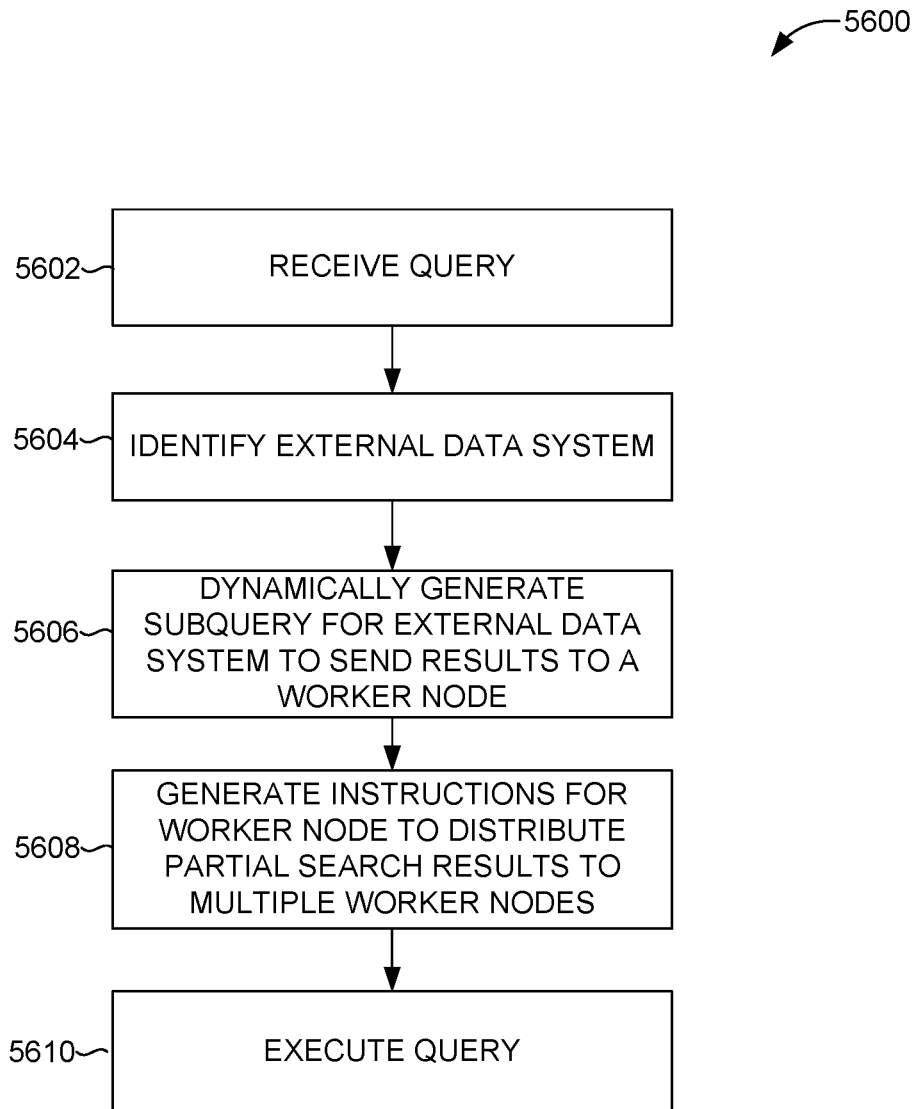 5600
5602
RECEIVE QUERY
5604
IDENTIFY EXTERNAL DATA SYSTEM
5606
DYNAMICALLY GENERATE
SUBQUERY FOR EXTERNAL DATA
SYSTEM TO SEND RESULTS TO A
WORKER NODE
5608
GENERATE INSTRUCTIONS FOR
WORKER NODE TO DISTRIBUTE
PARTIAL SEARCH RESULTS TO
MULTIPLE WORKER NODES
5610
EXECUTE QUERY